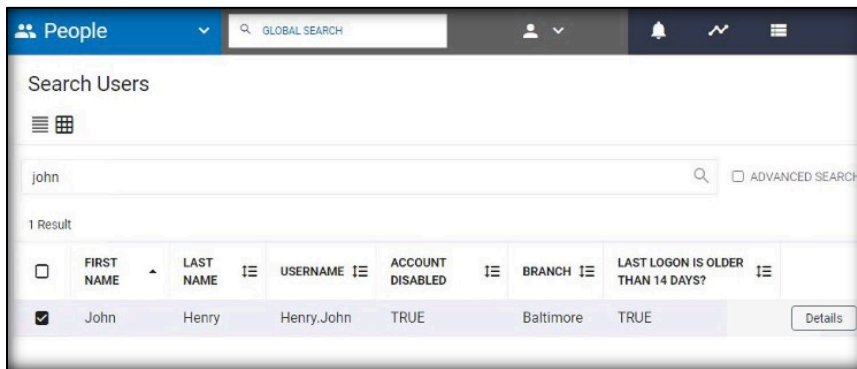 People
GLOBAL SEARCH
Search Users
john
ADVANCED SEARCH
1 Result
FIRST NAME LAST NAME USERNAME ACCOUNT DISABLED BRANCH LAST LOGON IS OLDER THAN 14 DAYS?
John Henry Henry.John TRUE Baltimore TRUE Details